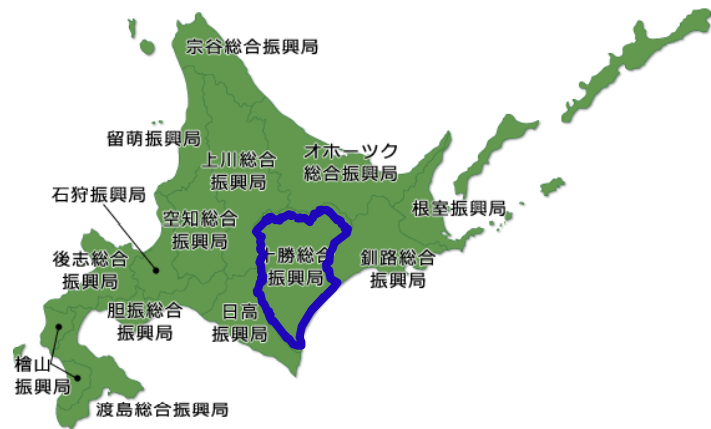 宗谷総合振興局
留萌振興局
上川総合
振興局
オホーツク
総合振興局
石狩振興局
空知総合
振興局
根室振興局
後志総合
振興局
十勝総合
振興局
釧路総合
振興局
胆振総合
振興局
日高
振興局
檜山
振興局
渡島総合振興局